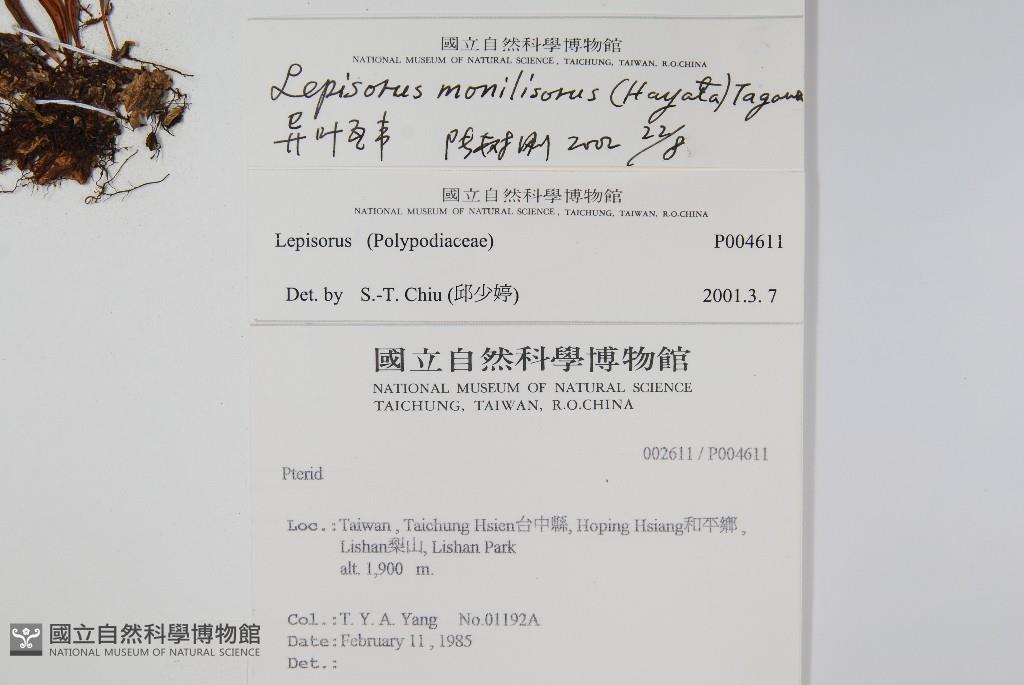 國立自然科學博物館
NATIONAL MUSEUM OF NATURAL SCIENCE, TAICHUNG, TAIWAN, R.O.CHINA
Lepisorus monilisorus (Hayata) Tagawa
异叶瓦韦 2002 22/8
國立自然科學博物館
NATIONAL MUSEUM OF NATURAL SCIENCE, TAICHUNG, TAIWAN, R.O.CHINA
Lepisorus (Polypodiaceae) P004611
Det. by S.-T. Chiu (邱少婷) 2001.3. 7
國立自然科學博物館
NATIONAL MUSEUM OF NATURAL SCIENCE
TAICHUNG, TAIWAN, R.O.CHINA
002611 / P004611
Pterid
Loc.: Taiwan , Taichung Hsien台中縣, Hoping Hsiang和平鄉 ,
Lishan梨山, Lishan Park
alt. 1,900 m.
Col.: T. Y. A. Yang No.01192A
Date: February 11 , 1985
Det.:
國立自然科學博物館
NATIONAL MUSEUM OF NATURAL SCIENCE